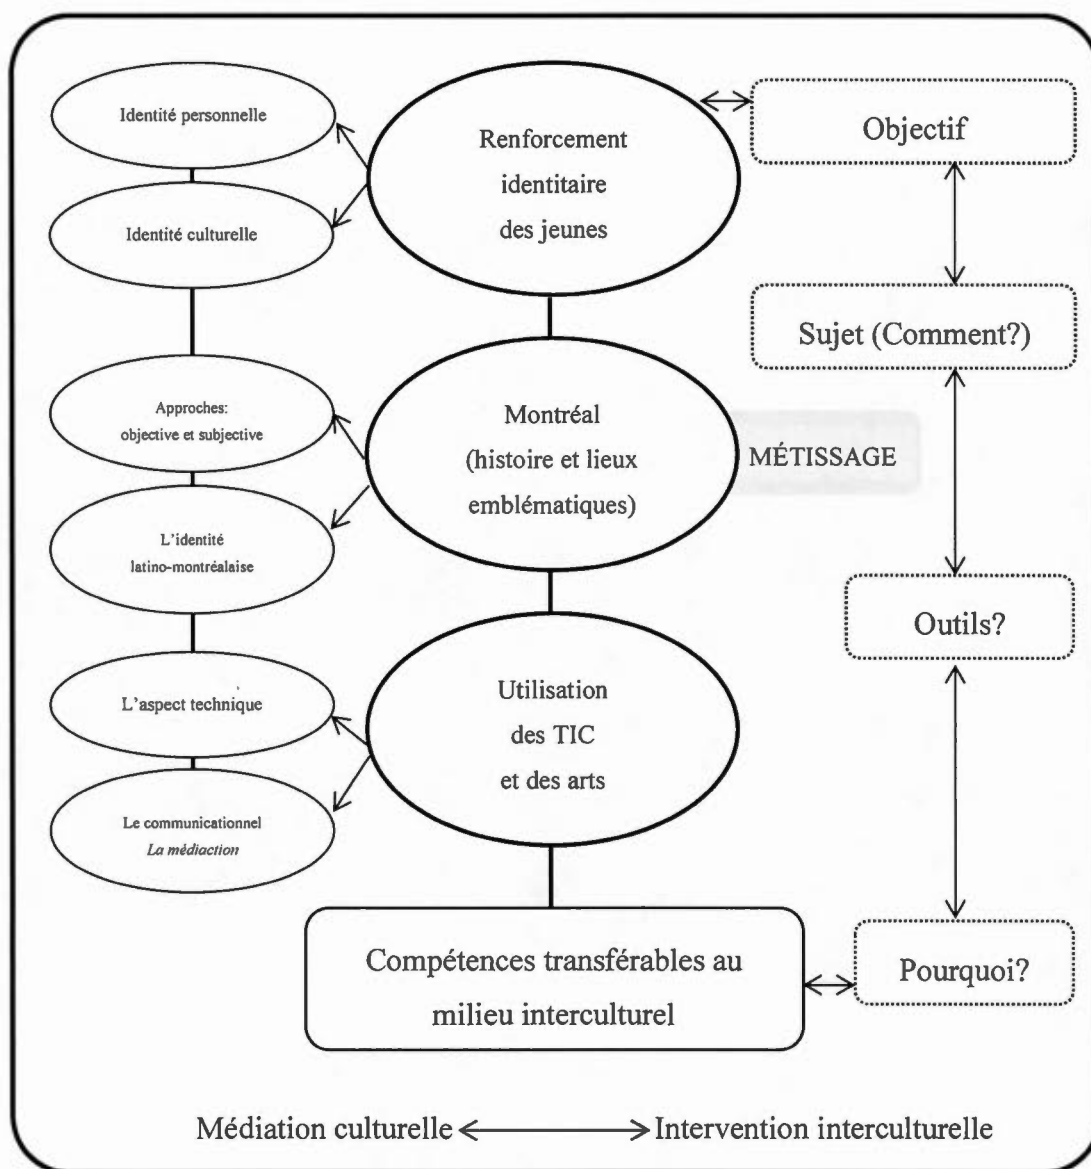 Identité personnelle
Identité culturelle
Renforcement
identitaire
des jeunes
Objectif
Sujet (Comment?)
Approches:
objective et subjective
L'identité
latino-montréalaise
Montréal
(histoire et lieux
emblématiques)
MÉTISSAGE
Outils?
L'aspect technique
Le communicationnel
La médiaction
Utilisation
des TIC
et des arts
Compétences transférables au
milieu interculturel
Pourquoi?
Médiation culturelle
Intervention interculturelle